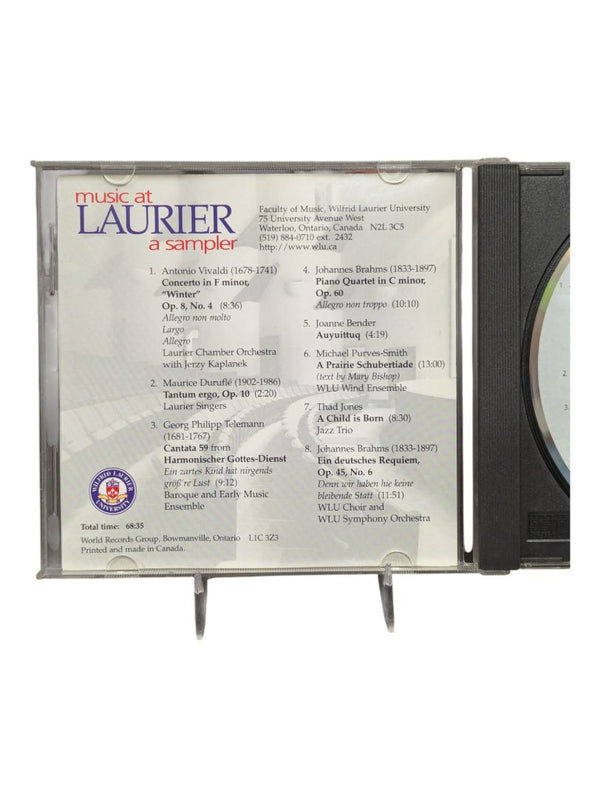 music at
LAURIER
a sampler
Faculty of Music, Wilfrid Laurier University
75 University Avenue West
Waterloo, Ontario, Canada N2L 3C5
(519) 884-0710 ext. 2432
http://www.wlu.ca
1. Antonio Vivaldi (1678-1741)
Concerto in F minor,
"Winter"
Op. 8, No. 4 (8:36)
Allegro non molto
Largo
Allegro
Laurier Chamber Orchestra
with Jerzy Kaplanek
2. Maurice Duruflé (1902-1986)
Tantum ergo, Op. 10 (2:20)
Laurier Singers
3. Georg Philipp Telemann
(1681-1767)
Cantata 59 from
Harmonischer Gottes-Dienst
Ein zartes Kind hat nirgends
größ're Lust (9:12)
Baroque and Early Music
Ensemble
4. Johannes Brahms (1833-1897)
Piano Quartet in C minor,
Op. 60
Allegro non troppo (10:10)
5. Joanne Bender
Auyuittuq (4:19)
6. Michael Purves-Smith
A Prairie Schubertiade (13:00)
(text by Mary Bishop)
WLU Wind Ensemble
7. Thad Jones
A Child is Born (8:30)
Jazz Trio
8. Johannes Brahms (1833-1897)
Ein deutsches Requiem,
Op. 45, No. 6
Denn wir haben hie keine
bleibende Statt (11:51)
WLU Choir and
WLU Symphony Orchestra
WILFRID LAURIER
UNIVERSITY
Total time: 68:35
World Records Group, Bowmanville, Ontario L1C 3Z3
Printed and made in Canada.